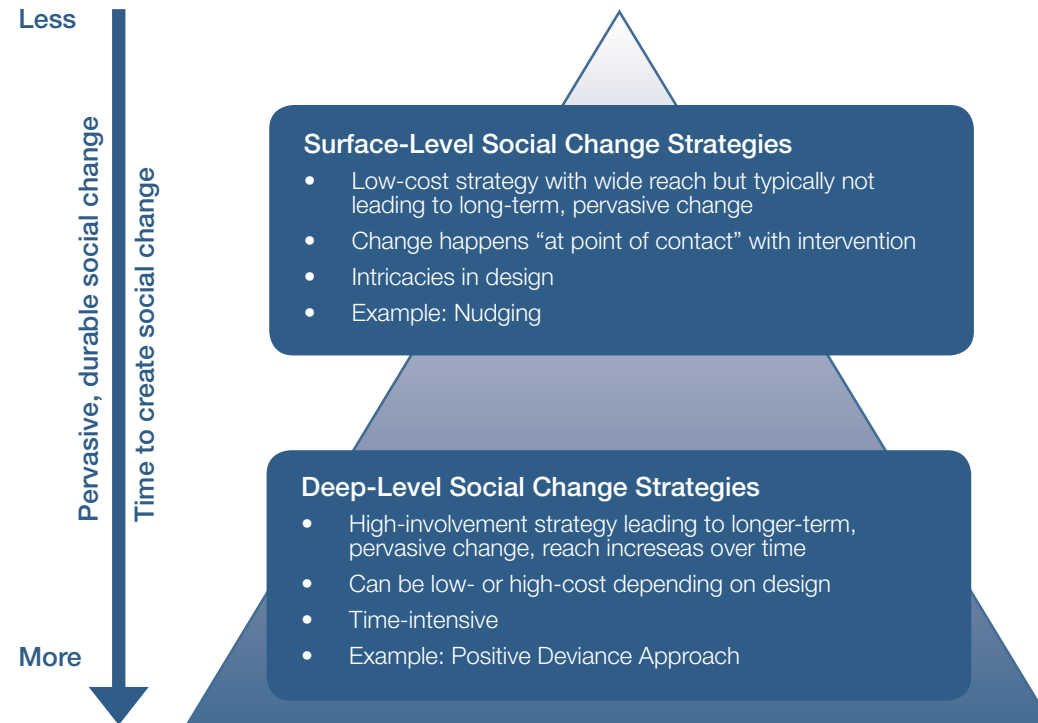 Less
Pervasive, durable social change
Time to create social change
More
Surface-Level Social Change Strategies
• Low-cost strategy with wide reach but typically not
leading to long-term, pervasive change
• Change happens “at point of contact” with intervention
• Intricacies in design
• Example: Nudging
Deep-Level Social Change Strategies
• High-involvement strategy leading to longer-term,
pervasive change, reach increseas over time
• Can be low- or high-cost depending on design
• Time-intensive
• Example: Positive Deviance Approach